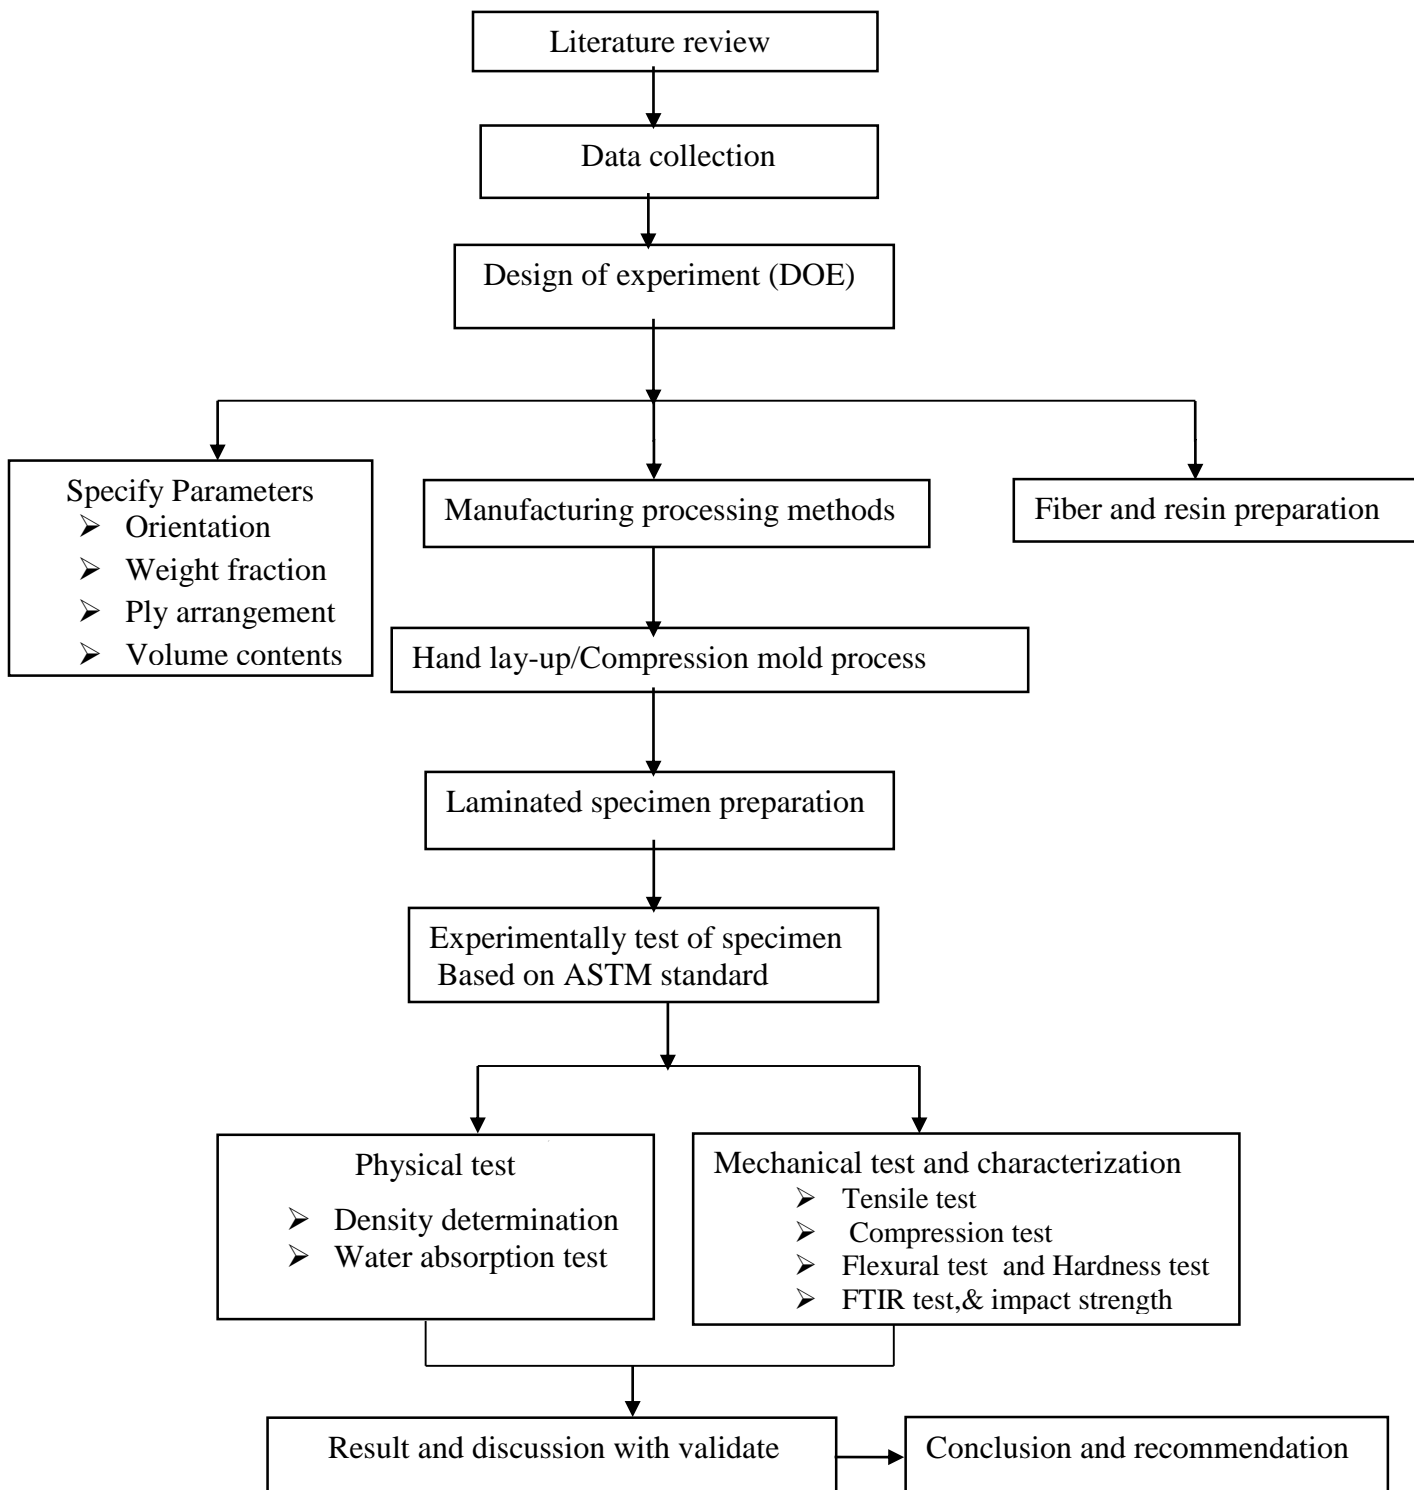 Literature review
Data collection
Design of experiment (DOE)
Specify Parameters
➢ Orientation
➢ Weight fraction
➢ Ply arrangement
➢ Volume contents
Manufacturing processing methods
Fiber and resin preparation
Hand lay-up/Compression mold process
Laminated specimen preparation
Experimentally test of specimen
Based on ASTM standard
Physical test
➢ Density determination
➢ Water absorption test
Mechanical test and characterization
➢ Tensile test
➢ Compression test
➢ Flexural test and Hardness test
➢ FTIR test,& impact strength
Result and discussion with validate
Conclusion and recommendation